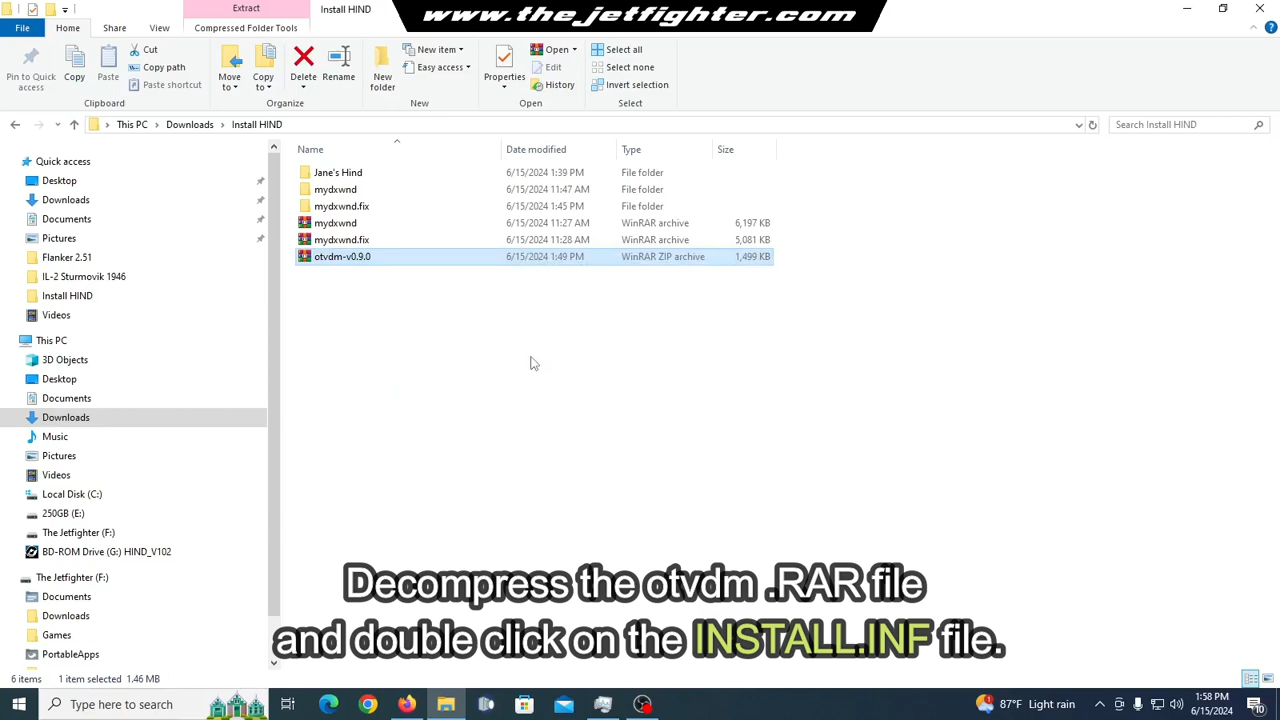 Extract
Install HIND
www.the jetfighter.com
File
Home
Share
View
Compressed Folder Tools
Pin to Quick access
Copy
Paste
Cut
Copy path
Paste shortcut
Clipboard
Move to
Copy to
Delete
Rename
Organize
New folder
New item
Easy access
New
Properties
Open
Edit
History
Open
Select all
Select none
Invert selection
Select
This PC
Downloads
Install HIND
Search Install HIND
Name
Date modified
Type
Size
Jane's Hind 6/15/2024 1:39 PM File folder
mydxwnd 6/15/2024 11:47 AM File folder
mydxwnd.fix 6/15/2024 1:45 PM File folder
mydxwnd 6/15/2024 11:27 AM WinRAR archive 6,197 KB
mydxwnd.fix 6/15/2024 11:28 AM WinRAR archive 5,081 KB
otvdm-v0.9.0 6/15/2024 1:49 PM WinRAR ZIP archive 1,499 KB
Quick access
Desktop
Downloads
Documents
Pictures
Flanker 2.51
IL-2 Sturmovik 1946
Install HIND
Videos
This PC
3D Objects
Desktop
Documents
Downloads
Music
Pictures
Videos
Local Disk (C:)
250GB (E:)
The Jetfighter (F:)
BD-ROM Drive (G:) HIND_V102
The Jetfighter (F:)
Documents
Downloads
Games
PortableApps
Decompress the otvdm .RAR file
and double click on the INSTALL.INF file.
6 items
1 item selected 1.46 MB
Type here to search
87°F Light rain
1:58 PM
6/15/2024
10